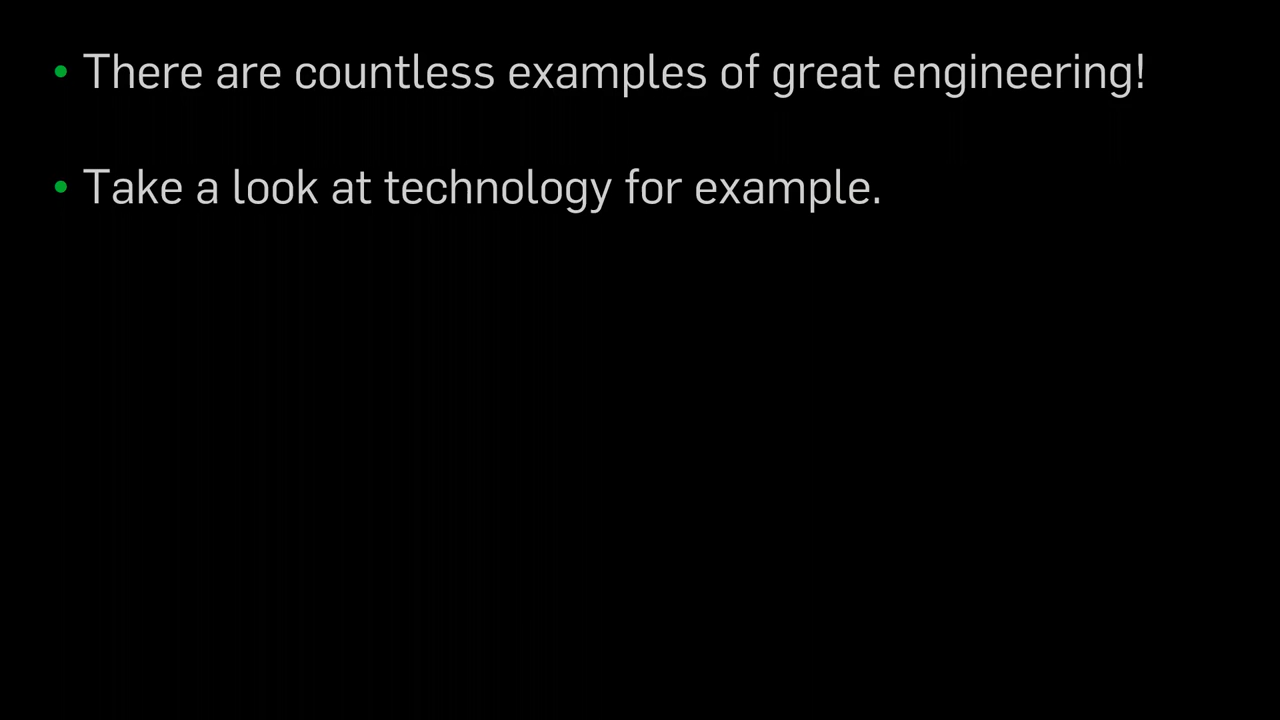 • There are countless examples of great engineering!
• Take a look at technology for example.